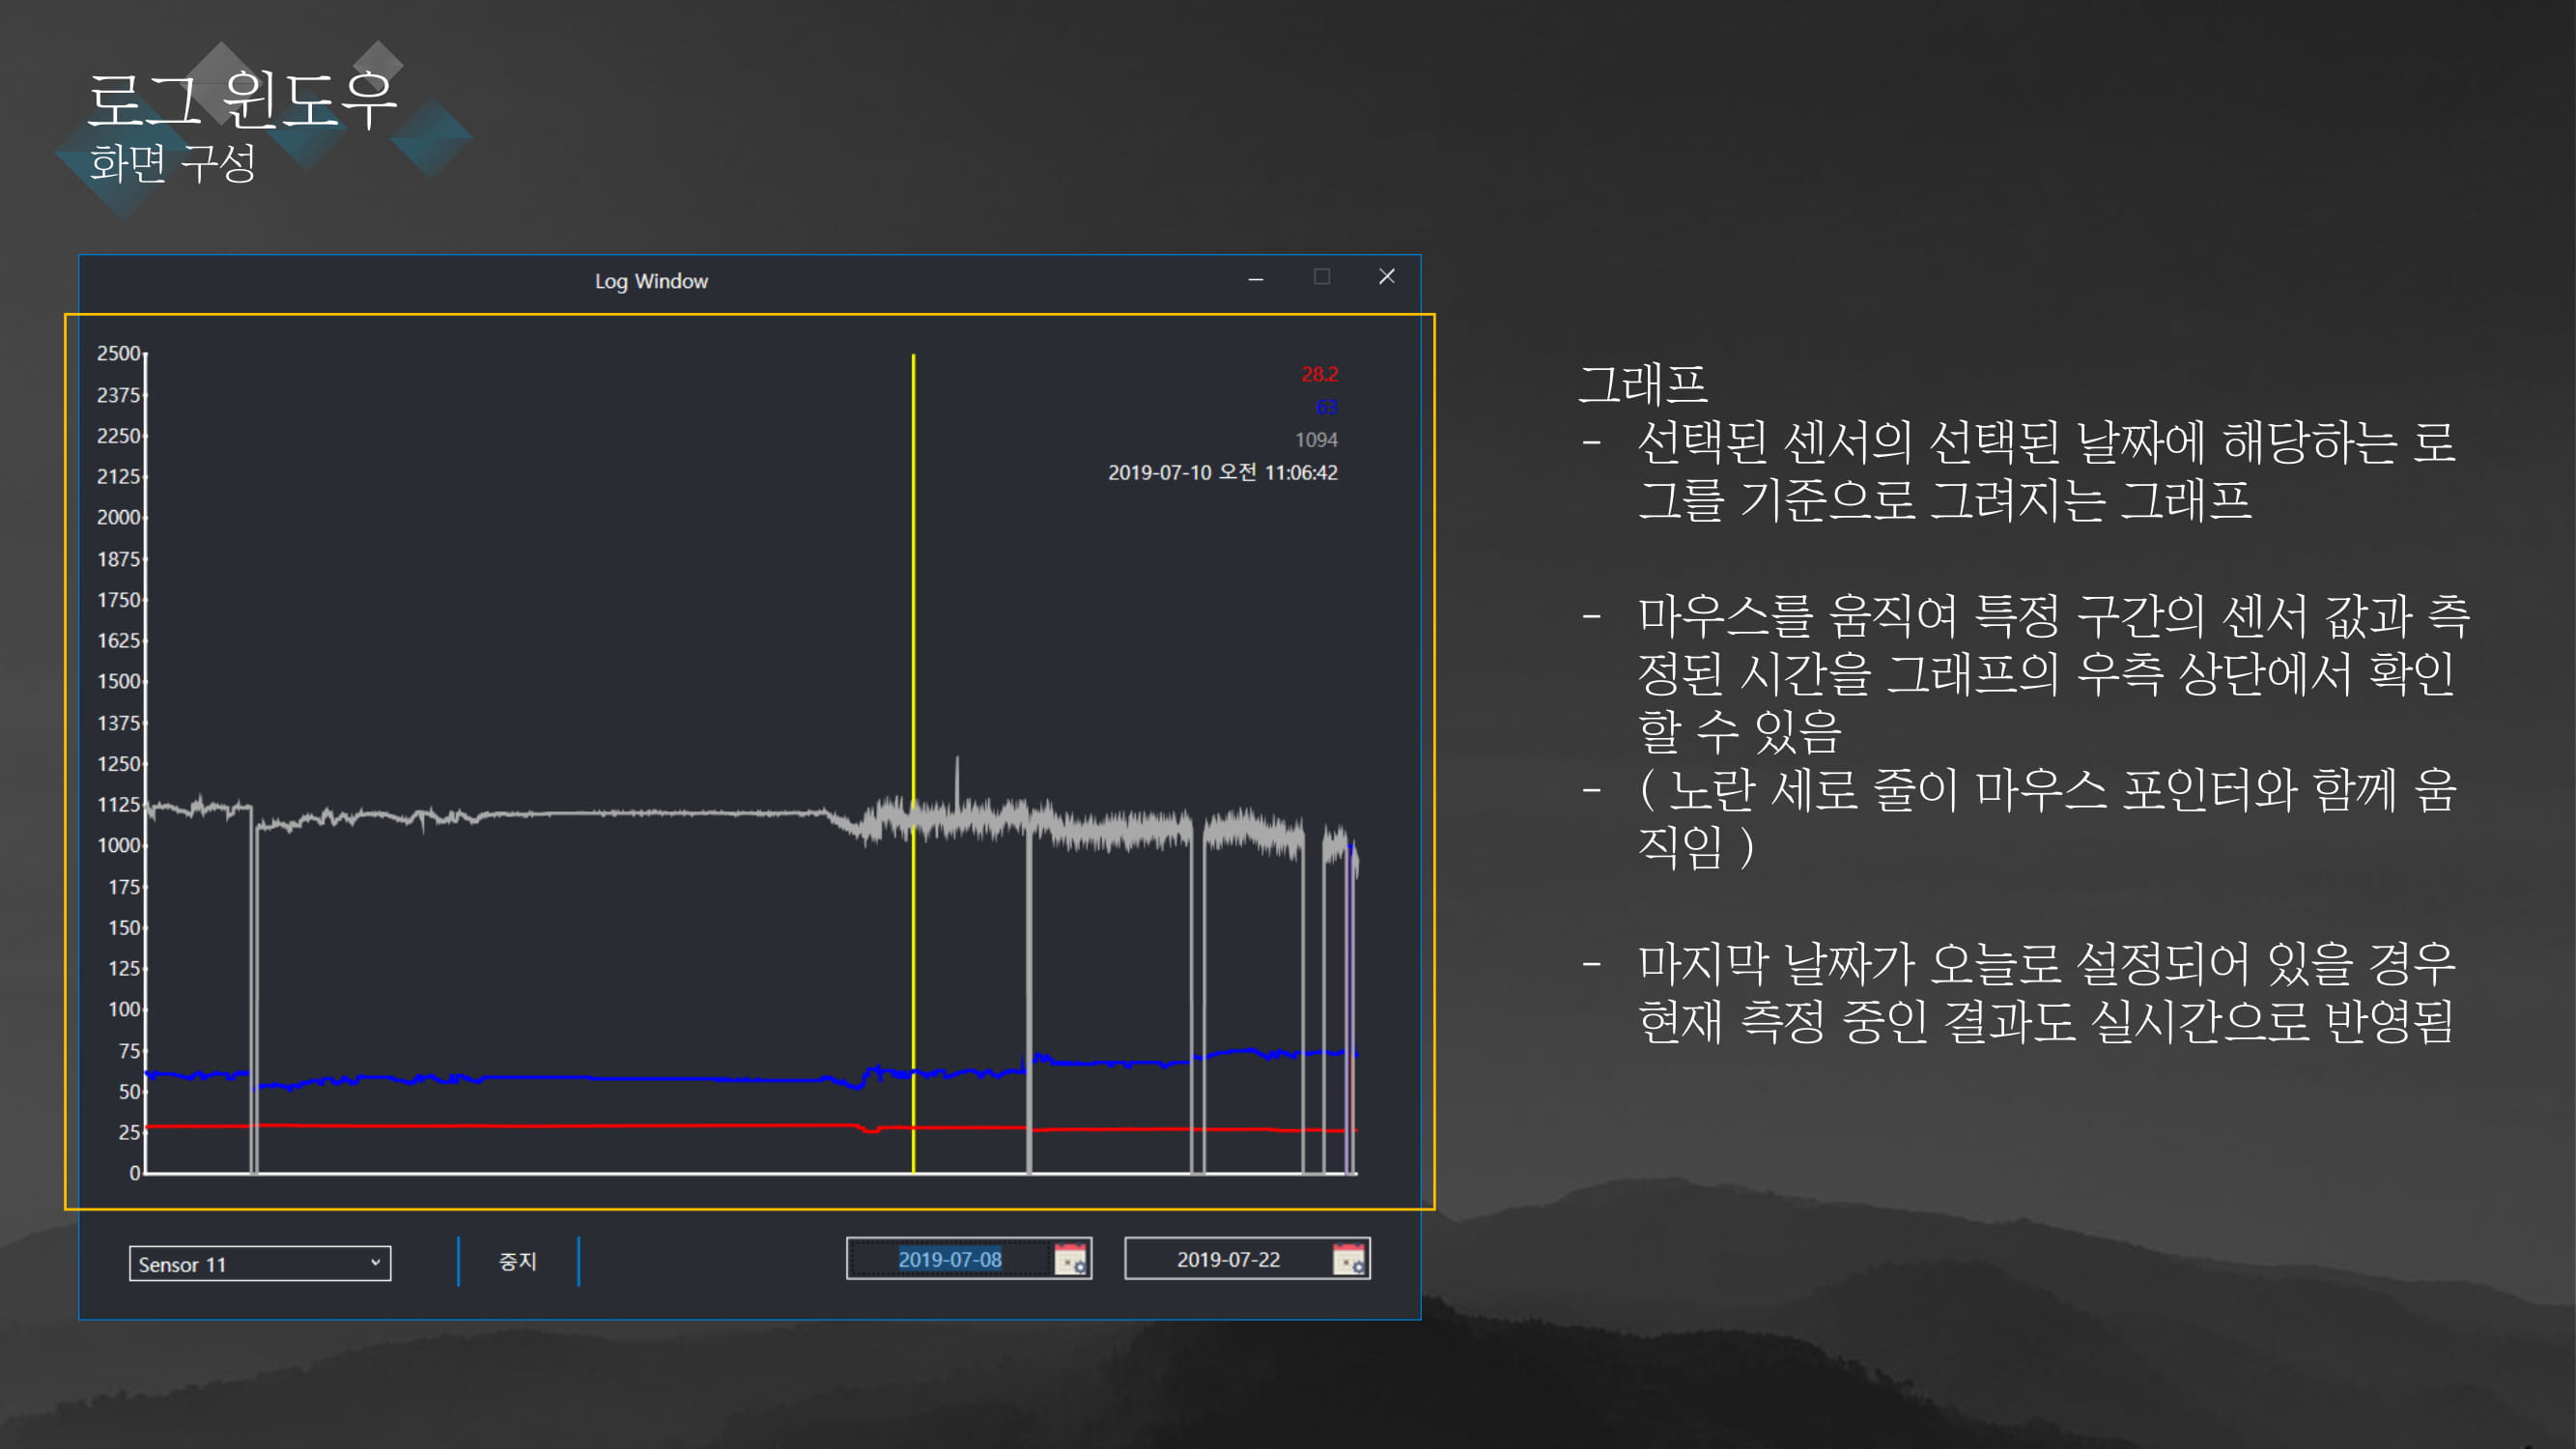 로그 윈도우
화면 구성
Log Window
2500
2375
2250
2125
2000
1875
1750
1625
1500
1375
1250
1125
1000
175
150
125
100
75
50
25
0
28.2
63
1094
2019-07-10 오전 11:06:42
Sensor 11
중지
2019-07-08
2019-07-22
그래프
- 선택된 센서의 선택된 날짜에 해당하는 로
그를 기준으로 그려지는 그래프
- 마우스를 움직여 특정 구간의 센서 값과 측
정된 시간을 그래프의 우측 상단에서 확인
할 수 있음
- ( 노란 세로 줄이 마우스 포인터와 함께 움
직임 )
- 마지막 날짜가 오늘로 설정되어 있을 경우
현재 측정 중인 결과도 실시간으로 반영됨